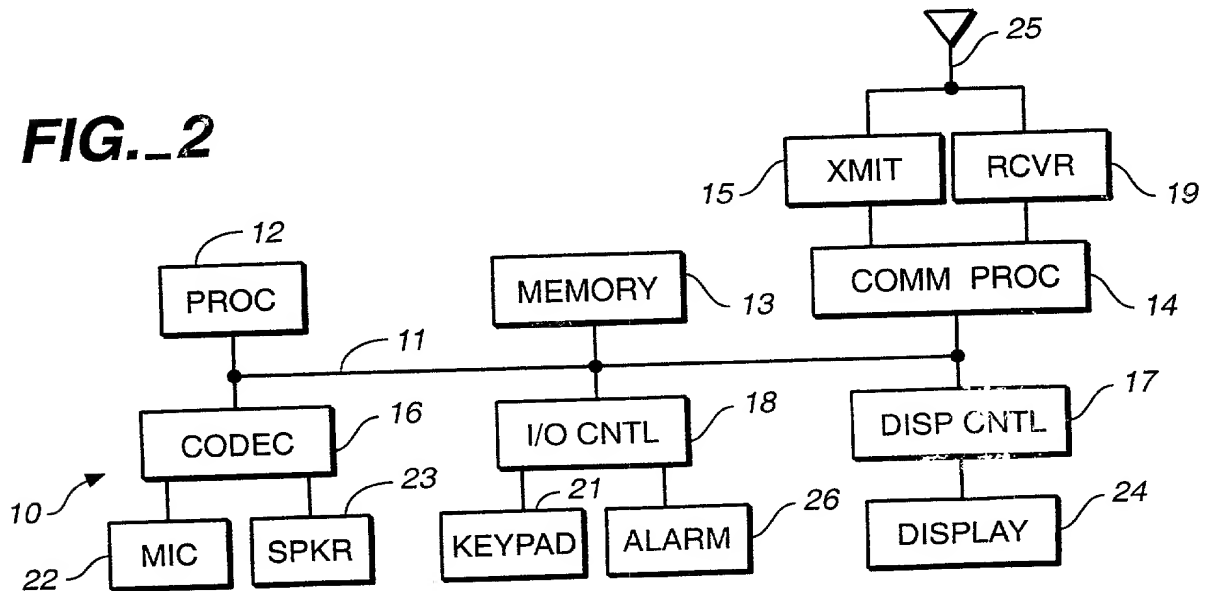 25
FIG._2
XMIT
RCVR
15
19
12
PROC
MEMORY
13
COMM PROC
14
11
17
CODEC
16
I/O CNTL
18
DISP CNTL
10
23
21
24
MIC
22
SPKR
KEYPAD
ALARM
26
DISPLAY